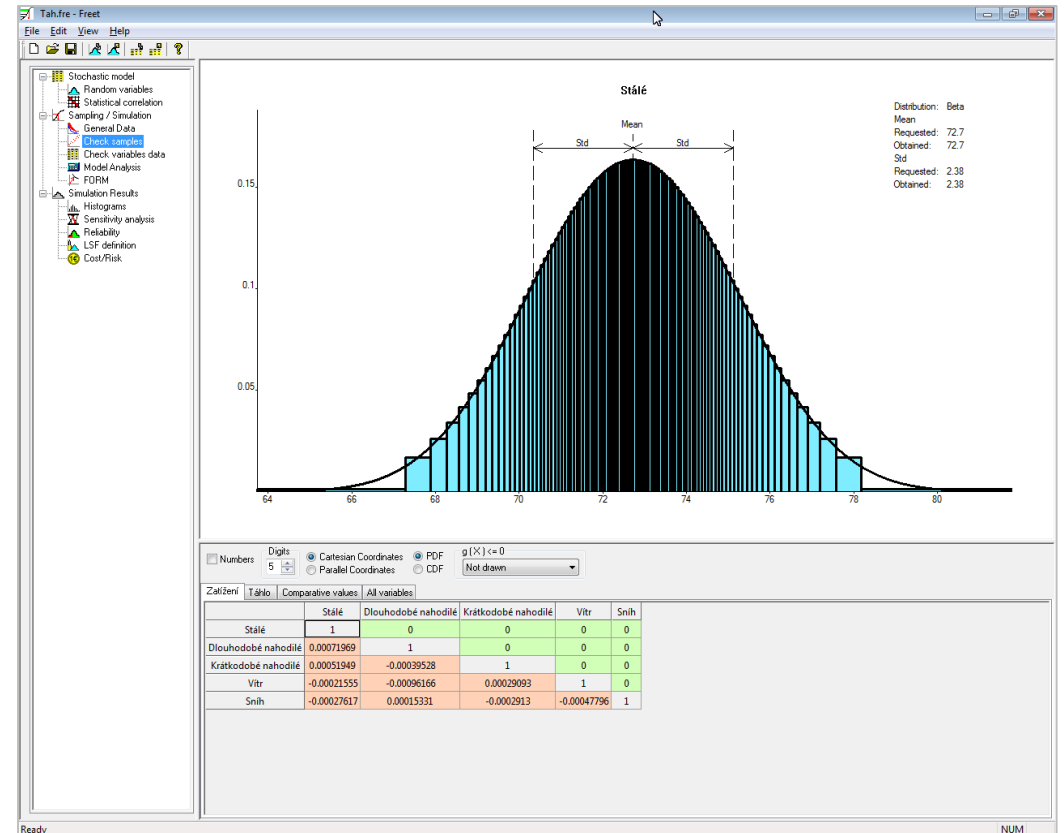 Tah.fre - Freet
File Edit View Help
Stochastic model
Random variables
Statistical correlation
Sampling / Simulation
General Data
Check samples
Check variables data
Model Analysis
FORM
Simulation Results
Histograms
Sensitivity analysis
Reliability
LSF definition
Cost/Risk
Stálé
Distribution: Beta
Mean
Requested: 72.7
Obtained: 72.7
Std
Requested: 2.38
Obtained: 2.38
Mean
Std Std
0.15
0.1
0.05
64 66 68 70 72 74 76 78 80
Numbers
Digits
5
Cartesian Coordinates
Parallel Coordinates
PDF
CDF
g ( X ) <= 0
Not drawn
Zatížení Táhlo Comparative values All variables
Stálé Dlouhodobé nahodilé Krátkodobé nahodilé Vítr Sníh
Stálé 1 0 0 0 0
Dlouhodobé nahodilé 0.00071969 1 0 0 0
Krátkodobé nahodilé 0.00051949 -0.00039528 1 0 0
Vítr -0.00021555 -0.00096166 0.00029093 1 0
Sníh -0.00027617 0.00015331 -0.0002913 -0.00047796 1
Ready NUM